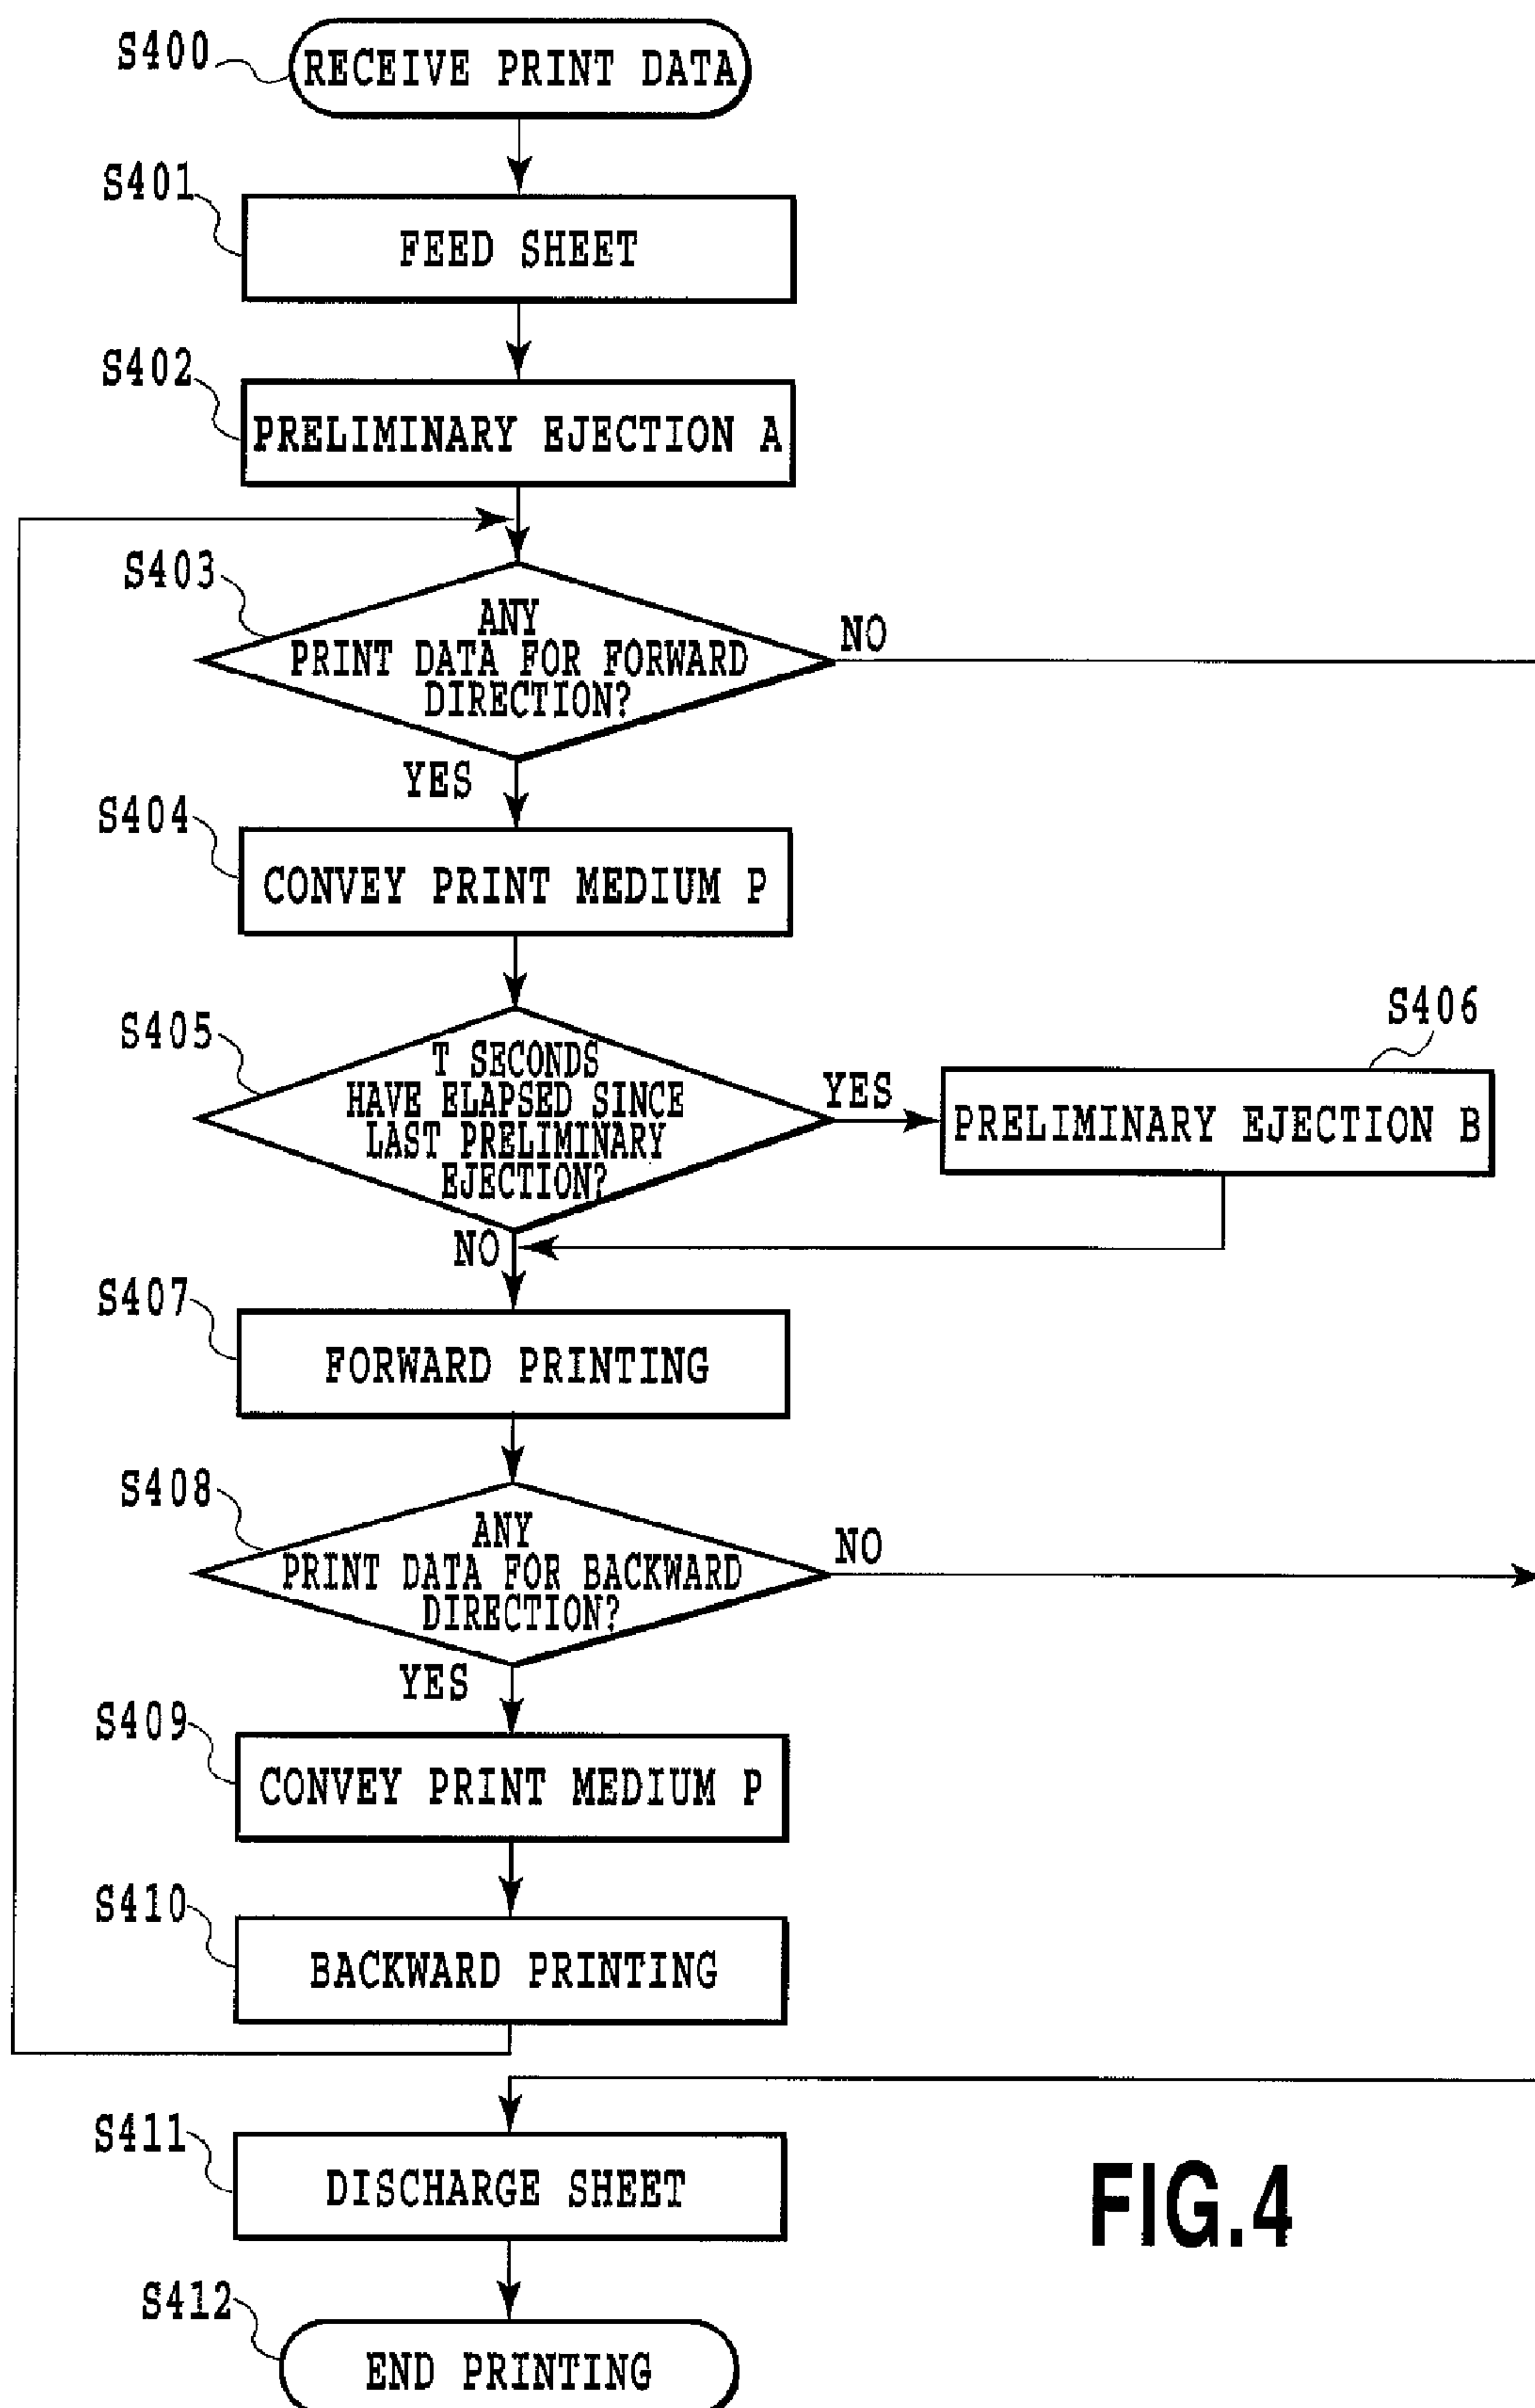 S400
RECEIVE PRINT DATA
S401
FEED SHEET
S402
PRELIMINARY EJECTION A
S403
ANY
PRINT DATA FOR FORWARD
DIRECTION?
NO
YES
S404
CONVEY PRINT MEDIUM P
S405
T SECONDS
HAVE ELAPSED SINCE
LAST PRELIMINARY
EJECTION?
YES
S406
PRELIMINARY EJECTION B
NO
S407
FORWARD PRINTING
S408
ANY
PRINT DATA FOR BACKWARD
DIRECTION?
NO
YES
S409
CONVEY PRINT MEDIUM P
S410
BACKWARD PRINTING
S411
DISCHARGE SHEET
FIG.4
S412
END PRINTING